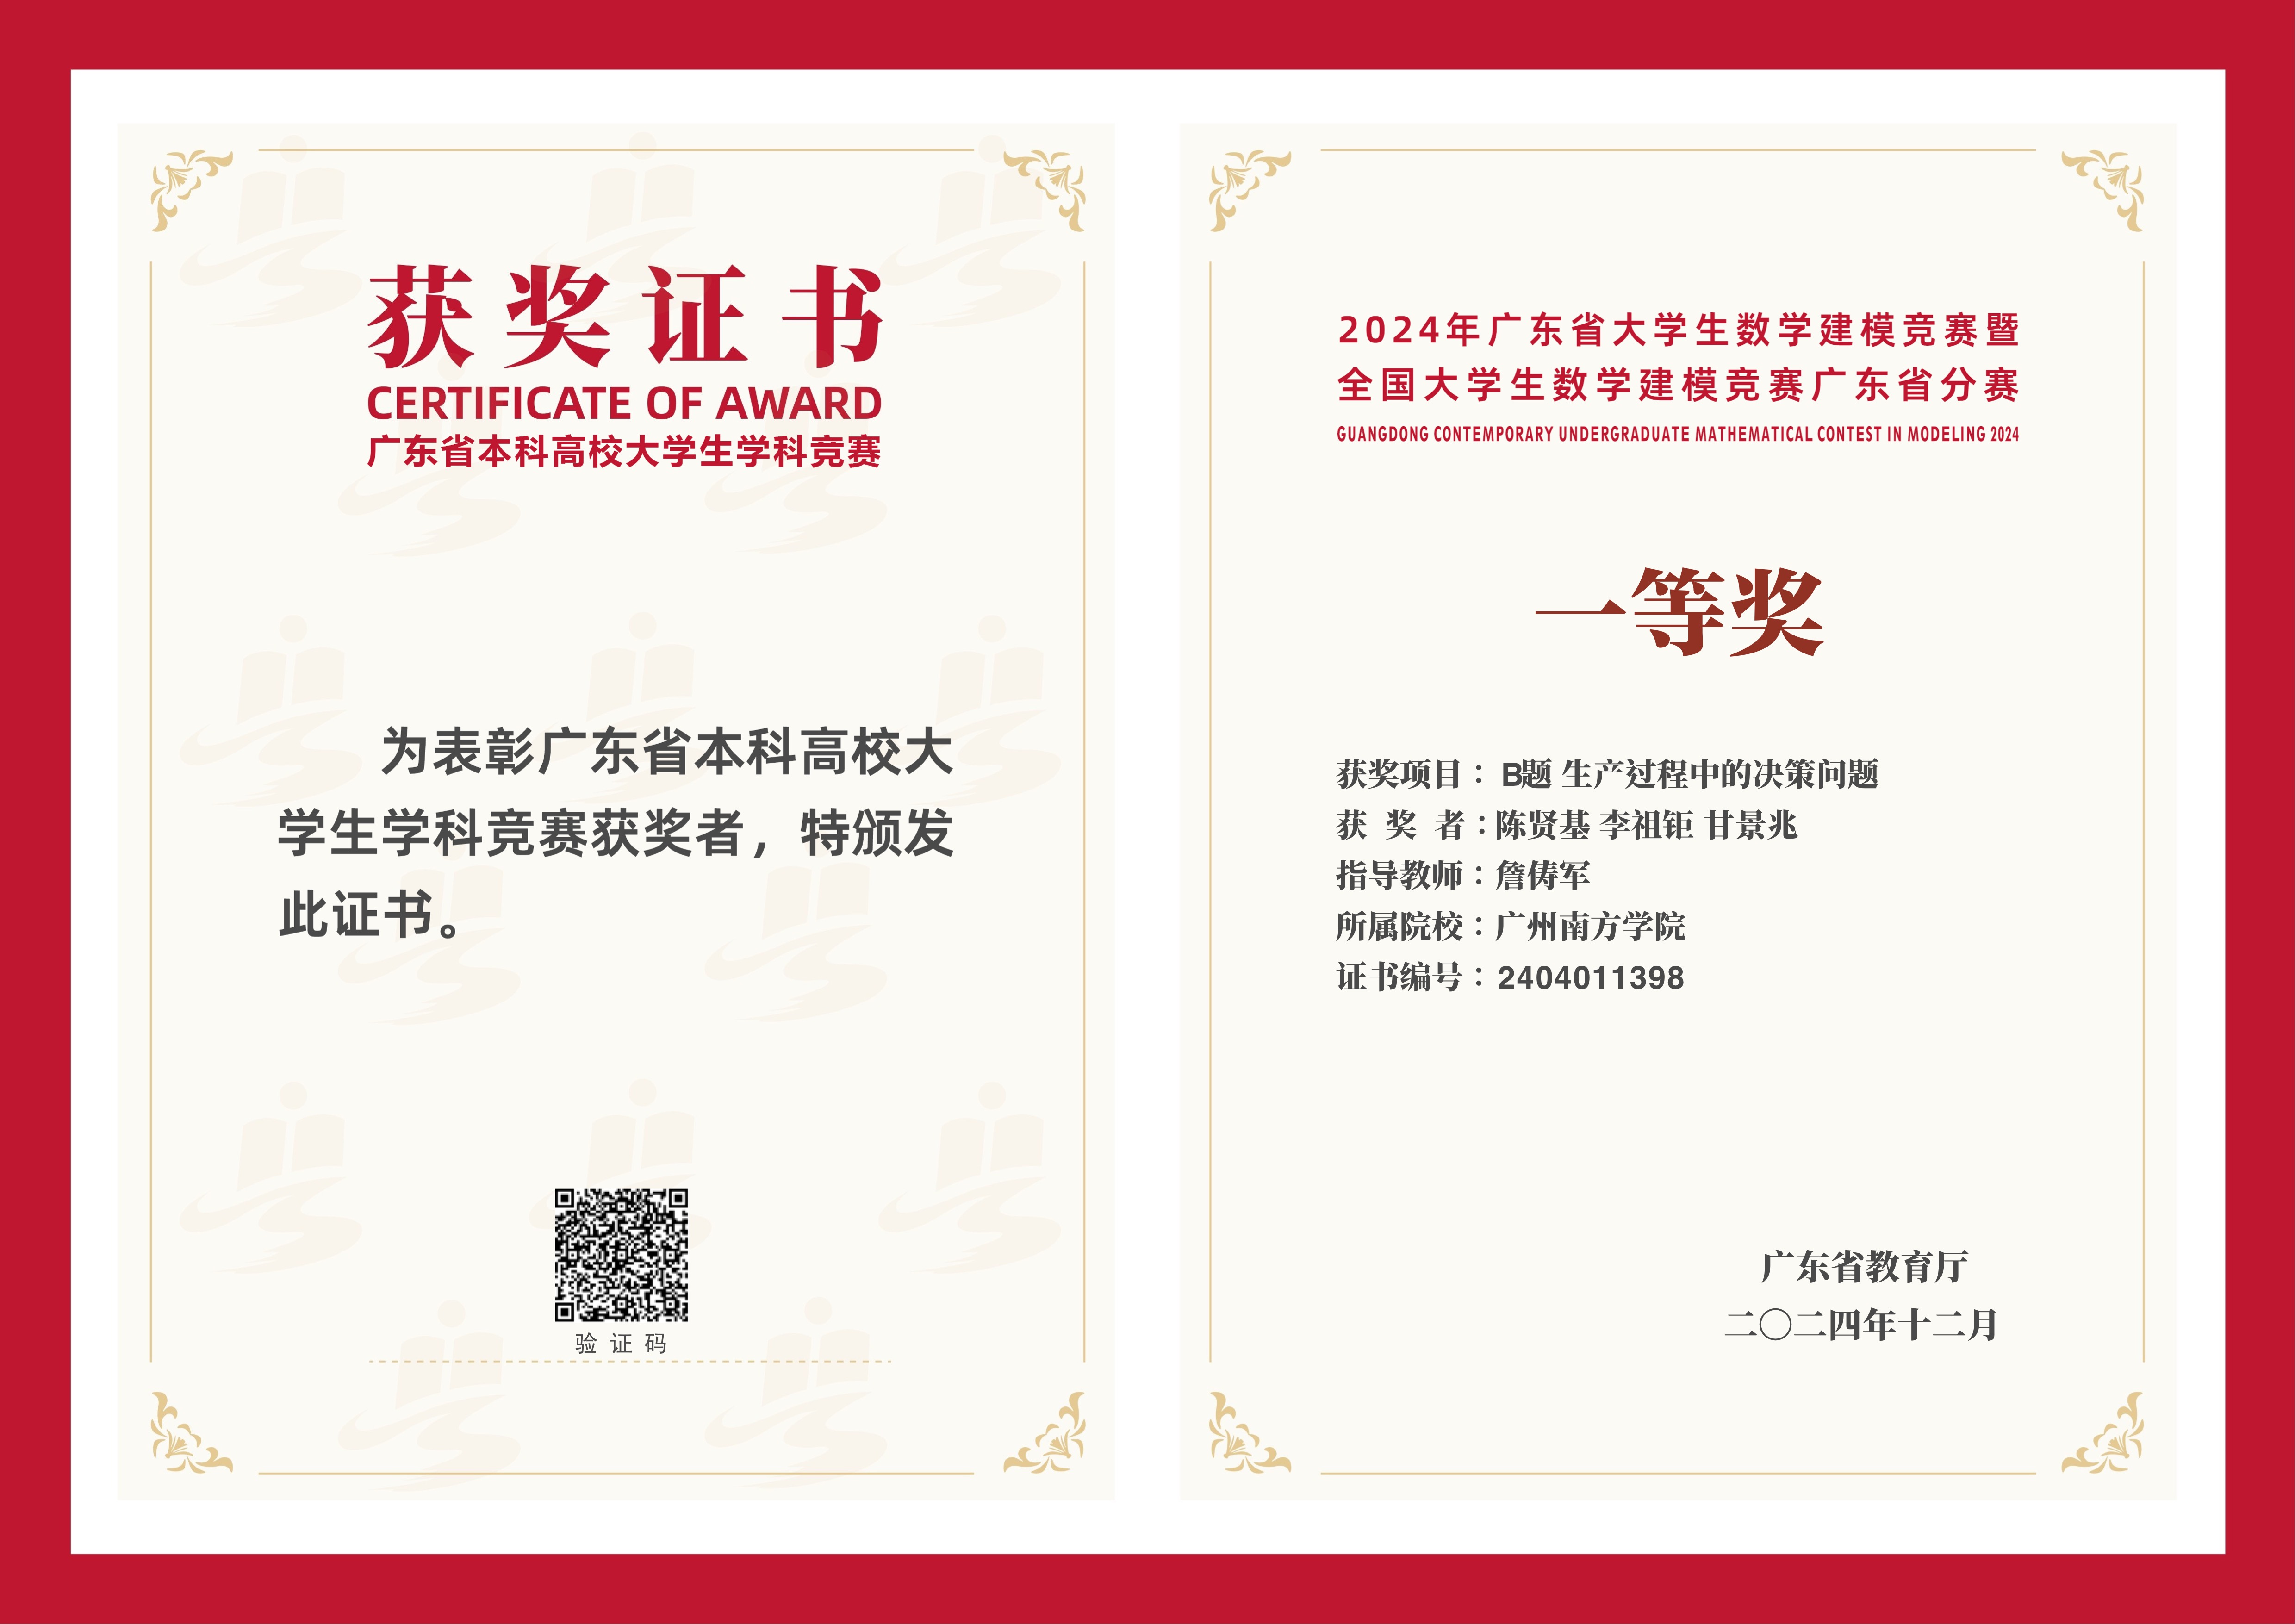 获奖证书
CERTIFICATE OF AWARD
广东省本科高校大学生学科竞赛
为表彰广东省本科高校大
学生学科竞赛获奖者，特颁发
此证书。
验证码
2024年广东省大学生数学建模竞赛暨
全国大学生数学建模竞赛广东省分赛
GUANGDONG CONTEMPORARY UNDERGRADUATE MATHEMATICAL CONTEST IN MODELING 2024
一等奖
获奖项目：B题 生产过程中的决策问题
获 奖 者：陈贤基 李祖钜 甘景兆
指导教师：詹俦军
所属院校：广州南方学院
证书编号：2404011398
广东省教育厅
二〇二四年十二月